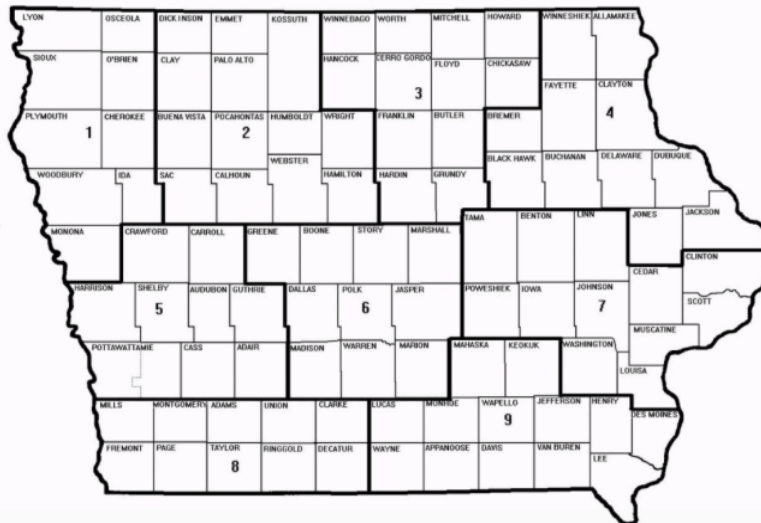 LYON OSCEOLA DICKINSON EMMET KOSSUTH WINNEBAGO WORTH MITCHELL HOWARD WINNESHIEK ALLAMAKEE
SIOUX O'BRIEN CLAY PALO ALTO HANCOCK CERRO GORDO FLOYD CHICKASAW
3
FAYETTE CLAYTON
4
PLYMOUTH CHEROKEE BUENA VISTA POCAHONTAS HUMBOLDT WRIGHT FRANKLIN BUTLER BREMER
1 2
WEBSTER BLACK HAWK BUCHANAN DELAWARE DUBUQUE
WOODBURY IDA SAC CALHOUN HAMILTON HARDIN GRUNDY
MONONA CRAWFORD CARROLL GREENE BOONE STORY MARSHALL TAMA BENTON LINN JONES JACKSON
CLINTON
CEDAR
HARRISON SHELBY AUDUBON GUTHRIE DALLAS POLK JASPER POWESHIEK IOWA JOHNSON
SCOTT
5 6 7
MUSCATINE
POTTAWATTAMIE CASS ADAIR MADISON WARREN MARION MAHASKA KEOKUK WASHINGTON
LOUISA
MILLS MONTGOMERY ADAMS UNION CLARKE LUCAS MONROE WAPELLO JEFFERSON HENRY
DES MOINES
9
FREMONT PAGE TAYLOR RINGGOLD DECATUR WAYNE APPANOOSE DAVIS VAN BUREN
LEE
8